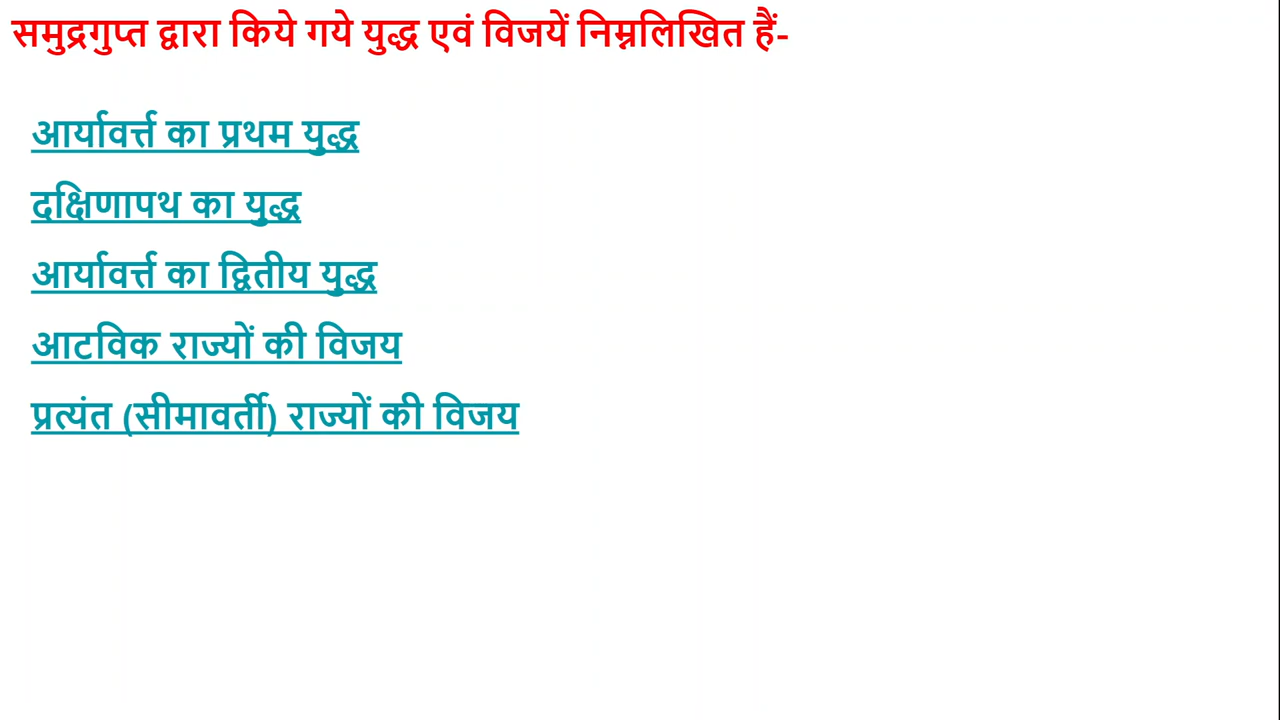 समुद्रगुप्त द्वारा किये गये युद्ध एवं विजयें निम्नलिखित हैं-
आर्यावर्त्त का प्रथम युद्ध
दक्षिणापथ का युद्ध
आर्यावर्त्त का द्वितीय युद्ध
आटविक राज्यों की विजय
प्रत्यंत (सीमावर्ती) राज्यों की विजय